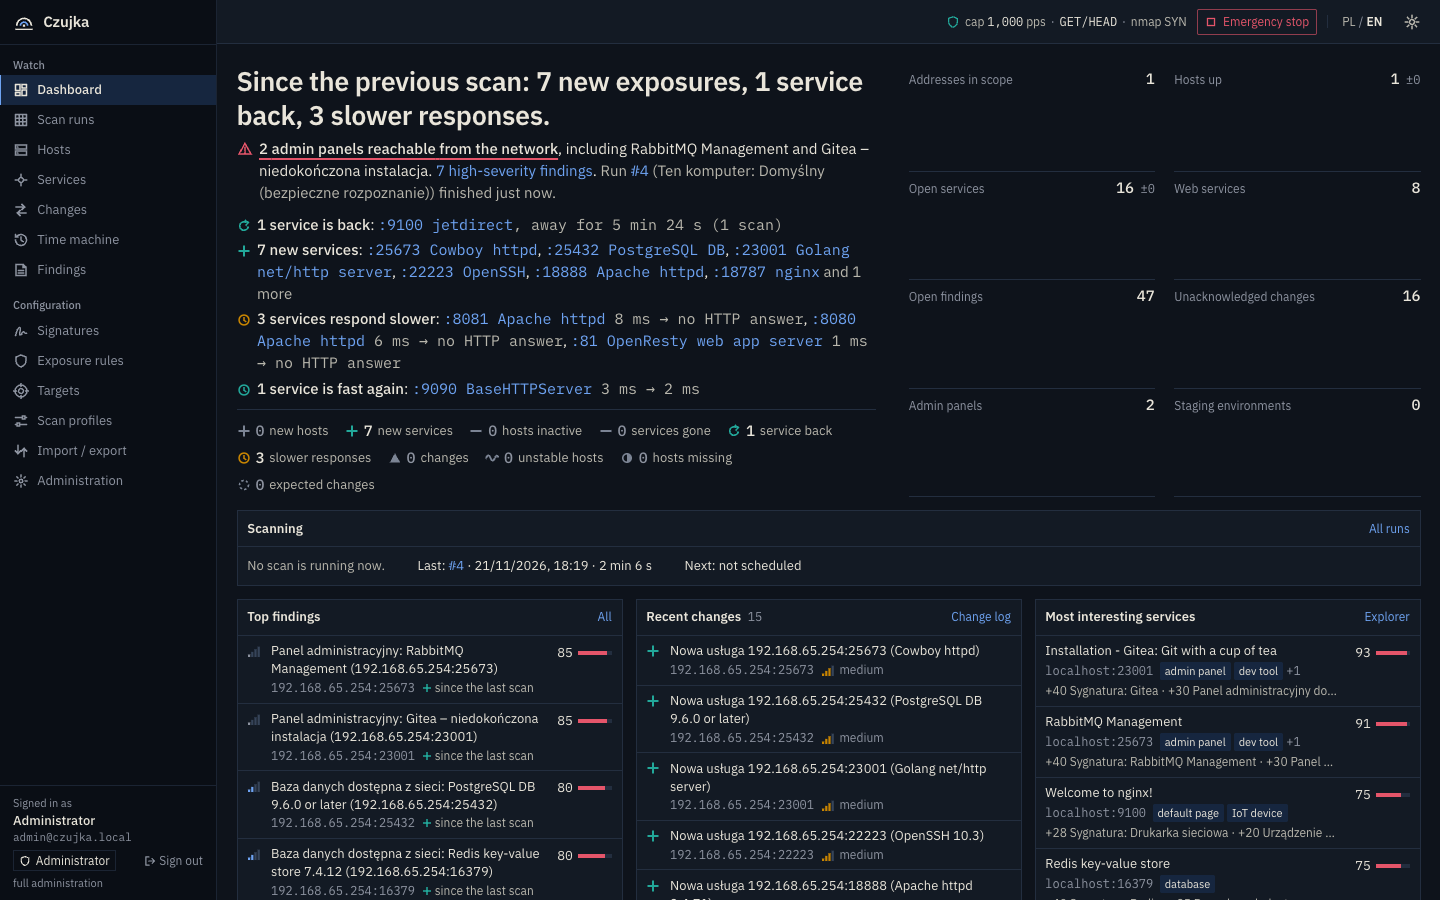 Czujka
cap 1,000 pps · GET/HEAD · nmap SYN
Emergency stop
PL / EN
Watch
Dashboard
Scan runs
Hosts
Services
Changes
Time machine
Findings
Configuration
Signatures
Exposure rules
Targets
Scan profiles
Import / export
Administration
Signed in as
Administrator
admin@czujka.local
Administrator
Sign out
full administration
Since the previous scan: 7 new exposures, 1 service
back, 3 slower responses.
2 admin panels reachable from the network, including RabbitMQ Management and Gitea –
niedokończona instalacja. 7 high-severity findings. Run #4 (Ten komputer: Domyślny
(bezpieczne rozpoznanie)) finished just now.
1 service is back: :9100 jetdirect, away for 5 min 24 s (1 scan)
7 new services: :25673 Cowboy httpd, :25432 PostgreSQL DB, :23001 Golang
net/http server, :22223 OpenSSH, :18888 Apache httpd, :18787 nginx and 1
more
3 services respond slower: :8081 Apache httpd 8 ms → no HTTP answer, :8080
Apache httpd 6 ms → no HTTP answer, :81 OpenResty web app server 1 ms
→ no HTTP answer
1 service is fast again: :9090 BaseHTTPServer 3 ms → 2 ms
0 new hosts
7 new services
0 hosts inactive
0 services gone
1 service back
3 slower responses
0 changes
0 unstable hosts
0 hosts missing
0 expected changes
Addresses in scope 1
Hosts up 1 ±0
Open services 16 ±0
Web services 8
Open findings 47
Unacknowledged changes 16
Admin panels 2
Staging environments 0
Scanning
All runs
No scan is running now.
Last: #4 · 21/11/2026, 18:19 · 2 min 6 s
Next: not scheduled
Top findings
All
Panel administracyjny: RabbitMQ
Management (192.168.65.254:25673)
85
192.168.65.254:25673 + since the last scan
Panel administracyjny: Gitea – niedokończona
instalacja (192.168.65.254:23001)
85
192.168.65.254:23001 + since the last scan
Baza danych dostępna z sieci: PostgreSQL DB
9.6.0 or later (192.168.65.254:25432)
80
192.168.65.254:25432 + since the last scan
Baza danych dostępna z sieci: Redis key-value
store 7.4.12 (192.168.65.254:16379)
80
192.168.65.254:16379 + since the last scan
Recent changes 15
Change log
Nowa usługa 192.168.65.254:25673 (Cowboy httpd)
192.168.65.254:25673 medium
Nowa usługa 192.168.65.254:25432 (PostgreSQL DB
9.6.0 or later)
192.168.65.254:25432 medium
Nowa usługa 192.168.65.254:23001 (Golang net/http
server)
192.168.65.254:23001 medium
Nowa usługa 192.168.65.254:22223 (OpenSSH 10.3)
192.168.65.254:22223 medium
Nowa usługa 192.168.65.254:18888 (Apache httpd
Most interesting services
Explorer
Installation - Gitea: Git with a cup of tea
93
localhost:23001 admin panel dev tool +1
+40 Sygnatura: Gitea · +30 Panel administracyjny do…
RabbitMQ Management
91
localhost:25673 admin panel dev tool +1
+40 Sygnatura: RabbitMQ Management · +30 Panel …
Welcome to nginx!
75
localhost:9100 default page IoT device
+28 Sygnatura: Drukarka sieciowa · +20 Urządzenie …
Redis key-value store
75
localhost:16379 database